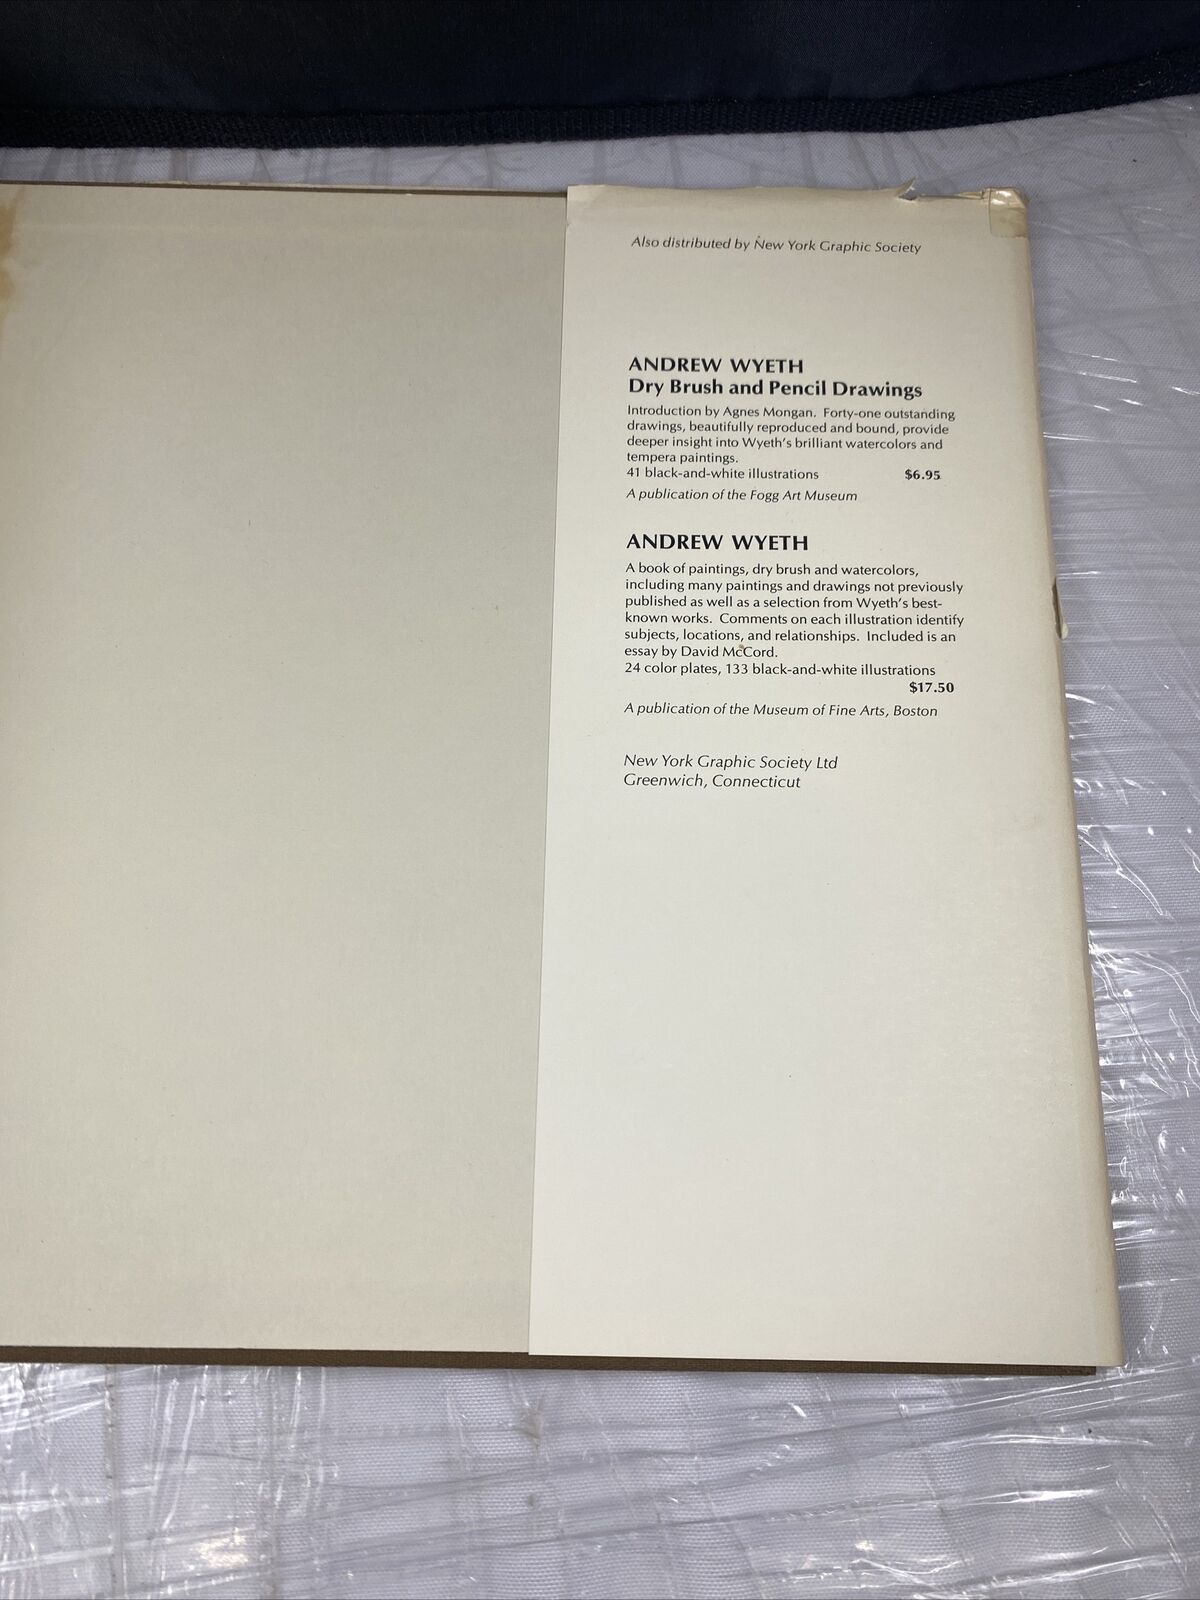 Also distributed by New York Graphic Society
ANDREW WYETH
Dry Brush and Pencil Drawings
Introduction by Agnes Mongan. Forty-one outstanding
drawings, beautifully reproduced and bound, provide
deeper insight into Wyeth's brilliant watercolors and
tempera paintings.
41 black-and-white illustrations $6.95
A publication of the Fogg Art Museum
ANDREW WYETH
A book of paintings, dry brush and watercolors,
including many paintings and drawings not previously
published as well as a selection from Wyeth's best-
known works. Comments on each illustration identify
subjects, locations, and relationships. Included is an
essay by David McCord.
24 color plates, 133 black-and-white illustrations
$17.50
A publication of the Museum of Fine Arts, Boston
New York Graphic Society Ltd
Greenwich, Connecticut